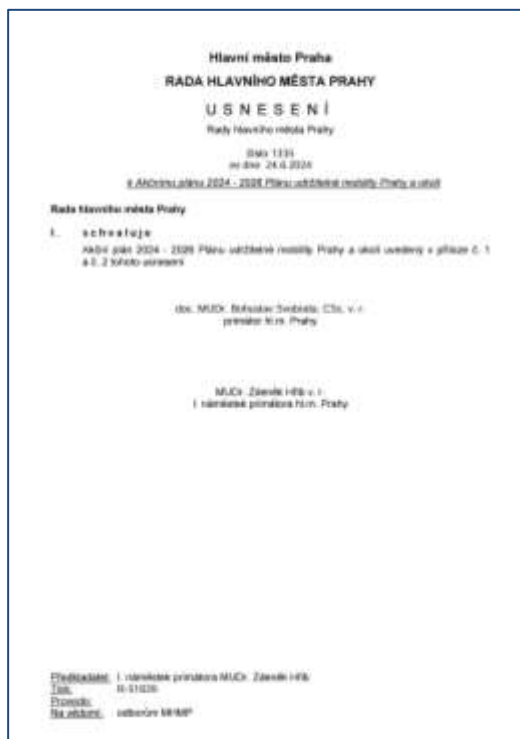 Hlavní město Praha
RADA HLAVNÍHO MĚSTA PRAHY
U S N E S E N Í
Rady hlavního města Prahy
číslo
ze dne 24.6.2024
k Akčnímu plánu 2024 - 2026 Plánu udržitelné mobility Prahy a okolí
Rada hlavního města Prahy
I. schvaluje
Akční plán 2024 - 2026 Plánu udržitelné mobility Prahy a okolí uvedený v příloze č. 1
a č. 2 tohoto usnesení
doc. MUDr. Bohuslav Svoboda, CSc. v. r.
primátor hl.m. Prahy
MUDr. Zdeněk Hřib v. r.
I. náměstek primátora hl.m. Prahy
Předkladatel: I. náměstek primátora MUDr. Zdeněk Hřib
Tisk:
Provede:
Na vědomí: odborům MHMP